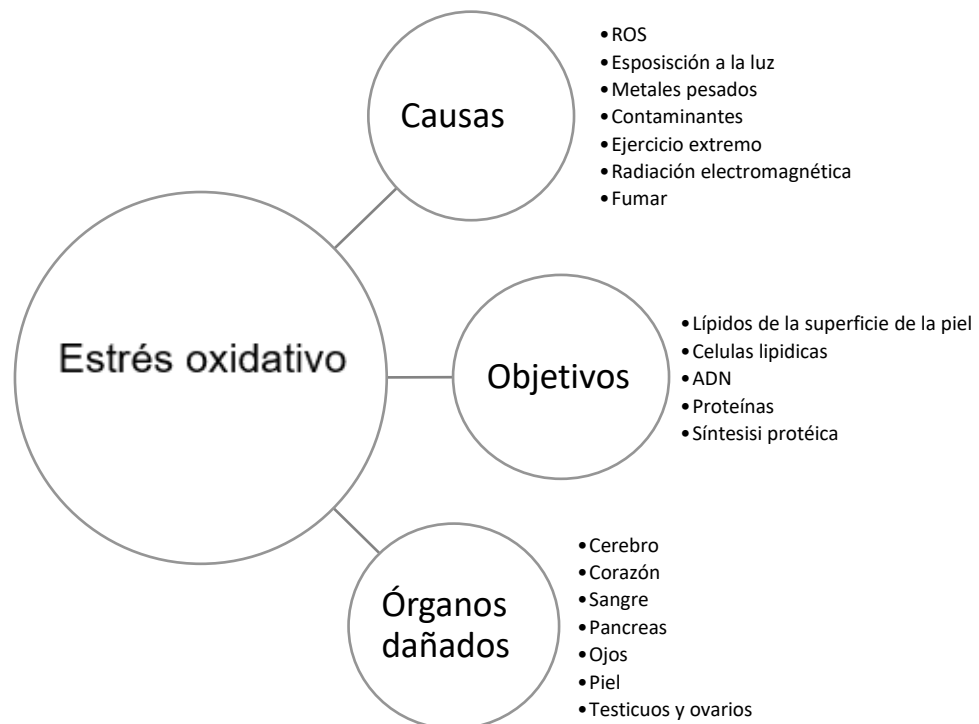 Estrés oxidativo
Causas
•ROS
•Esposisción a la luz
•Metales pesados
•Contaminantes
•Ejercicio extremo
•Radiación electromagnética
•Fumar
Objetivos
•Lípidos de la superficie de la piel
•Celulas lipidicas
•ADN
•Proteínas
•Síntesisi protéica
Órganos
dañados
•Cerebro
•Corazón
•Sangre
•Pancreas
•Ojos
•Piel
•Testicuos y ovarios